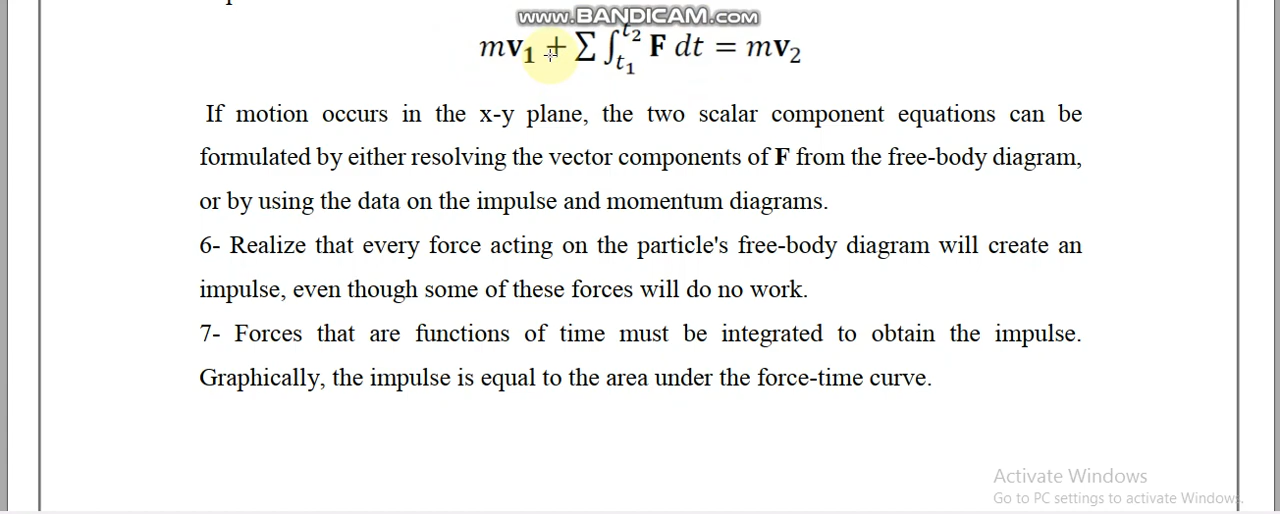 www.BANDICAM.com
m𝐯₁ + ∑ ∫ₜ₁ᵗ² 𝐅 dt = m𝐯₂
If motion occurs in the x-y plane, the two scalar component equations can be
formulated by either resolving the vector components of F from the free-body diagram,
or by using the data on the impulse and momentum diagrams.
6- Realize that every force acting on the particle's free-body diagram will create an
impulse, even though some of these forces will do no work.
7- Forces that are functions of time must be integrated to obtain the impulse.
Graphically, the impulse is equal to the area under the force-time curve.
Activate Windows
Go to PC settings to activate Windows.